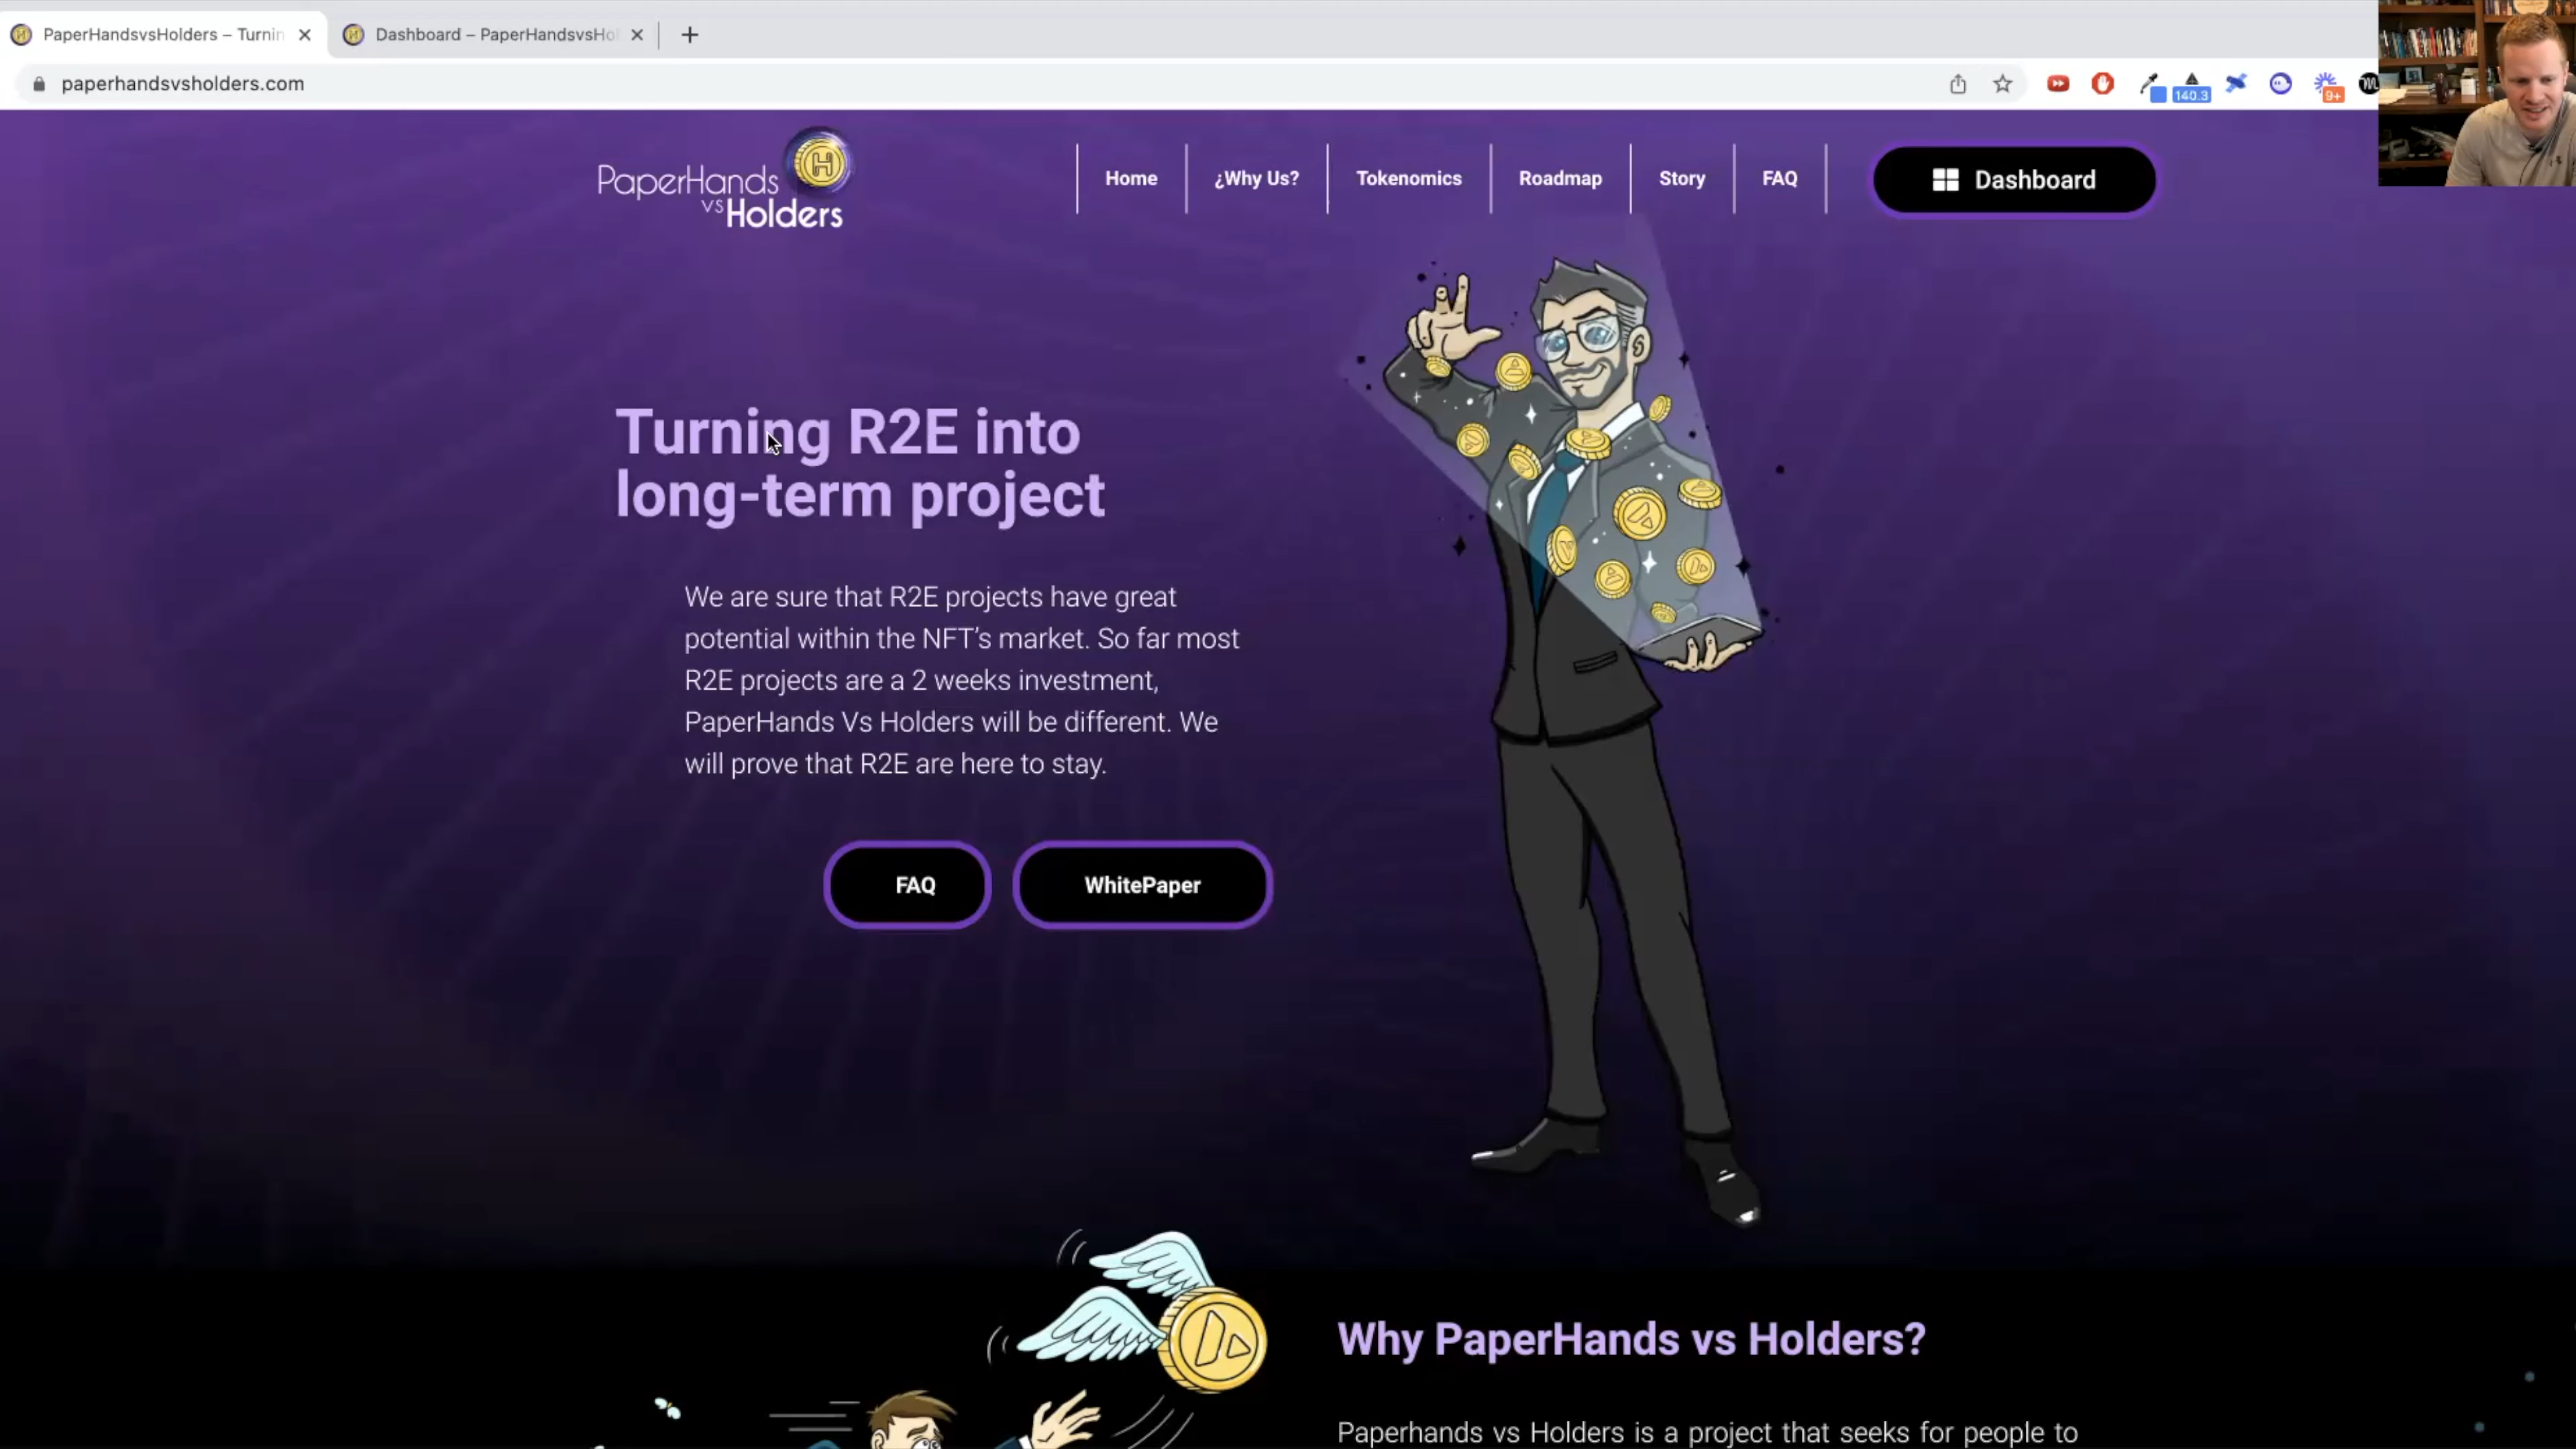 PaperHandsvsHolders – Turnin
Dashboard – PaperHandsvsHol
paperhandsvsholders.com
140.3
9+
PaperHands
vs Holders
Home
¿Why Us?
Tokenomics
Roadmap
Story
FAQ
Dashboard
Turning R2E into
long-term project
We are sure that R2E projects have great
potential within the NFT's market. So far most
R2E projects are a 2 weeks investment,
PaperHands Vs Holders will be different. We
will prove that R2E are here to stay.
FAQ
WhitePaper
Why PaperHands vs Holders?
Paperhands vs Holders is a project that seeks for people to